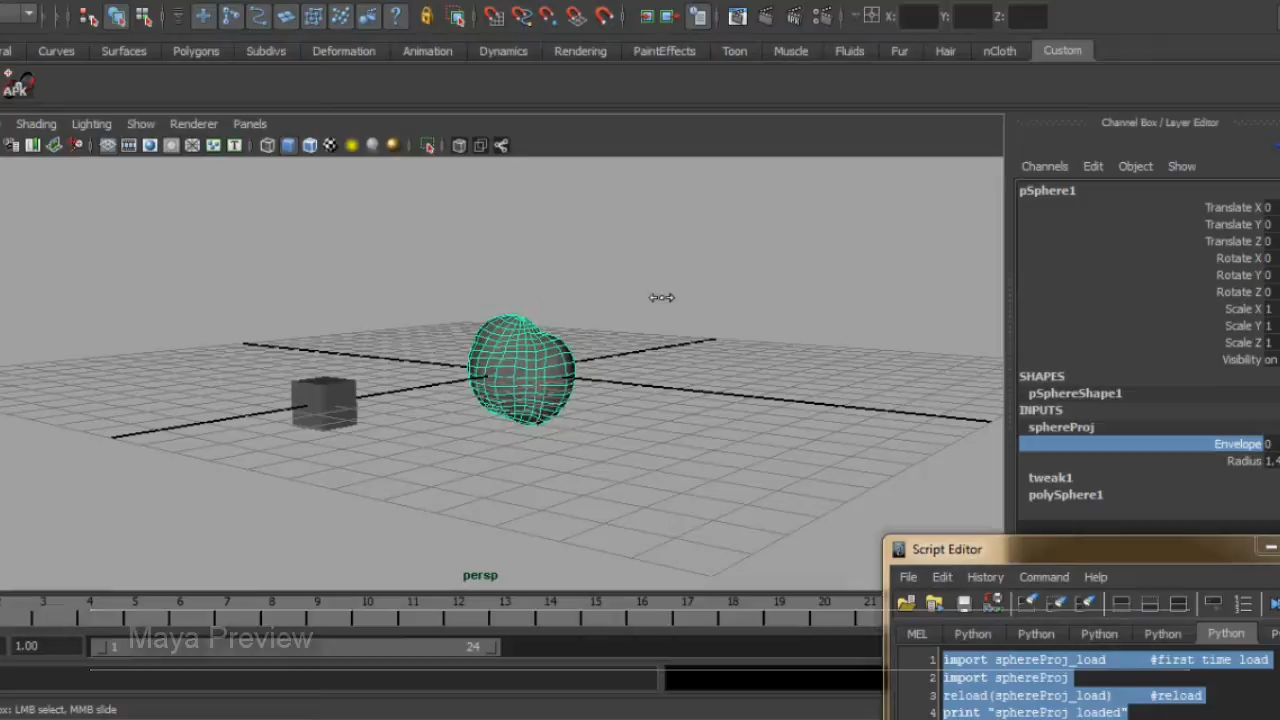 X:
Y:
Z:
ral Curves Surfaces Polygons Subdivs Deformation Animation Dynamics Rendering PaintEffects Toon Muscle Fluids Fur Hair nCloth Custom
APK
Shading Lighting Show Renderer Panels
Channel Box / Layer Editor
Channels Edit Object Show
pSphere1
Translate X 0
Translate Y 0
Translate Z 0
Rotate X 0
Rotate Y 0
Rotate Z 0
Scale X 1
Scale Y 1
Scale Z 1
Visibility on
SHAPES
pSphereShape1
INPUTS
sphereProj
Envelope 0
Radius 1.4
tweak1
polySphere1
persp
3 4 5 6 7 8 9 10 11 12 13 14 15 16 17 18 19 20 21
1.00
1
24
Maya Preview
ox: LMB select, MMB slide
Script Editor
File Edit History Command Help
MEL Python Python Python Python Python P
1 import sphereProj_load #first time load
2 import sphereProj
3 reload(sphereProj_load) #reload
4 print "sphereProj loaded"